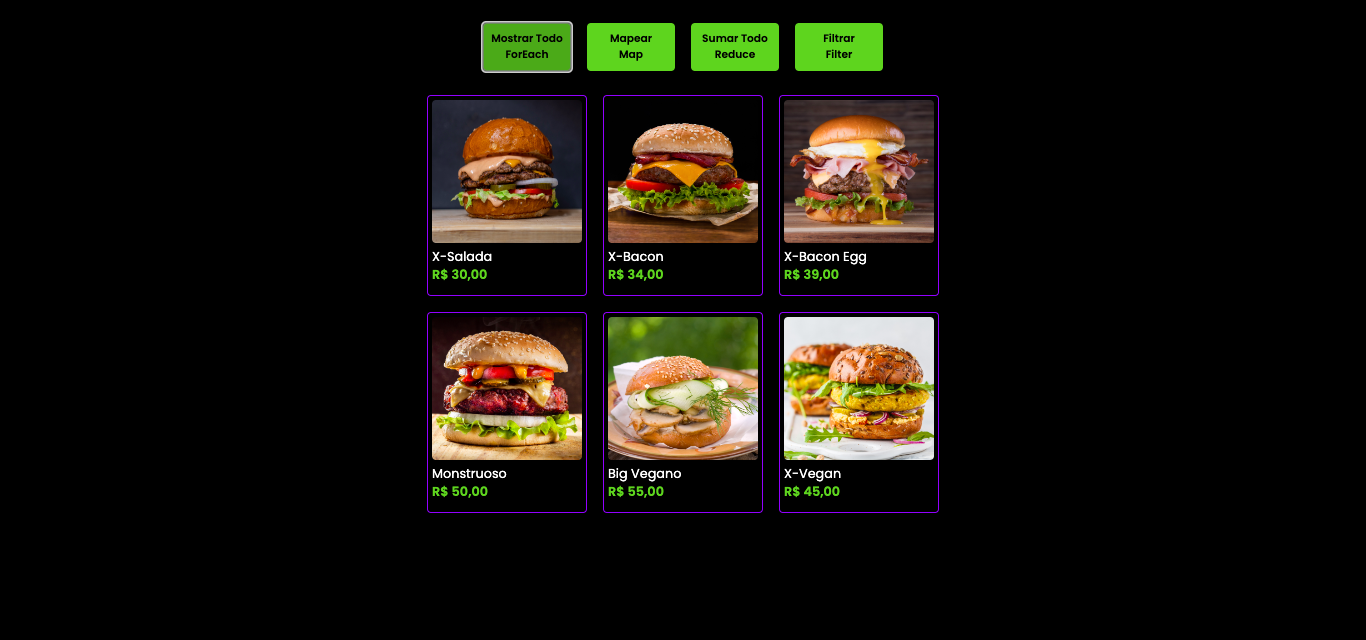 Mostrar Todo
ForEach
Mapear
Map
Sumar Todo
Reduce
Filtrar
Filter
X-Salada
R$ 30,00
X-Bacon
R$ 34,00
X-Bacon Egg
R$ 39,00
Monstruoso
R$ 50,00
Big Vegano
R$ 55,00
X-Vegan
R$ 45,00